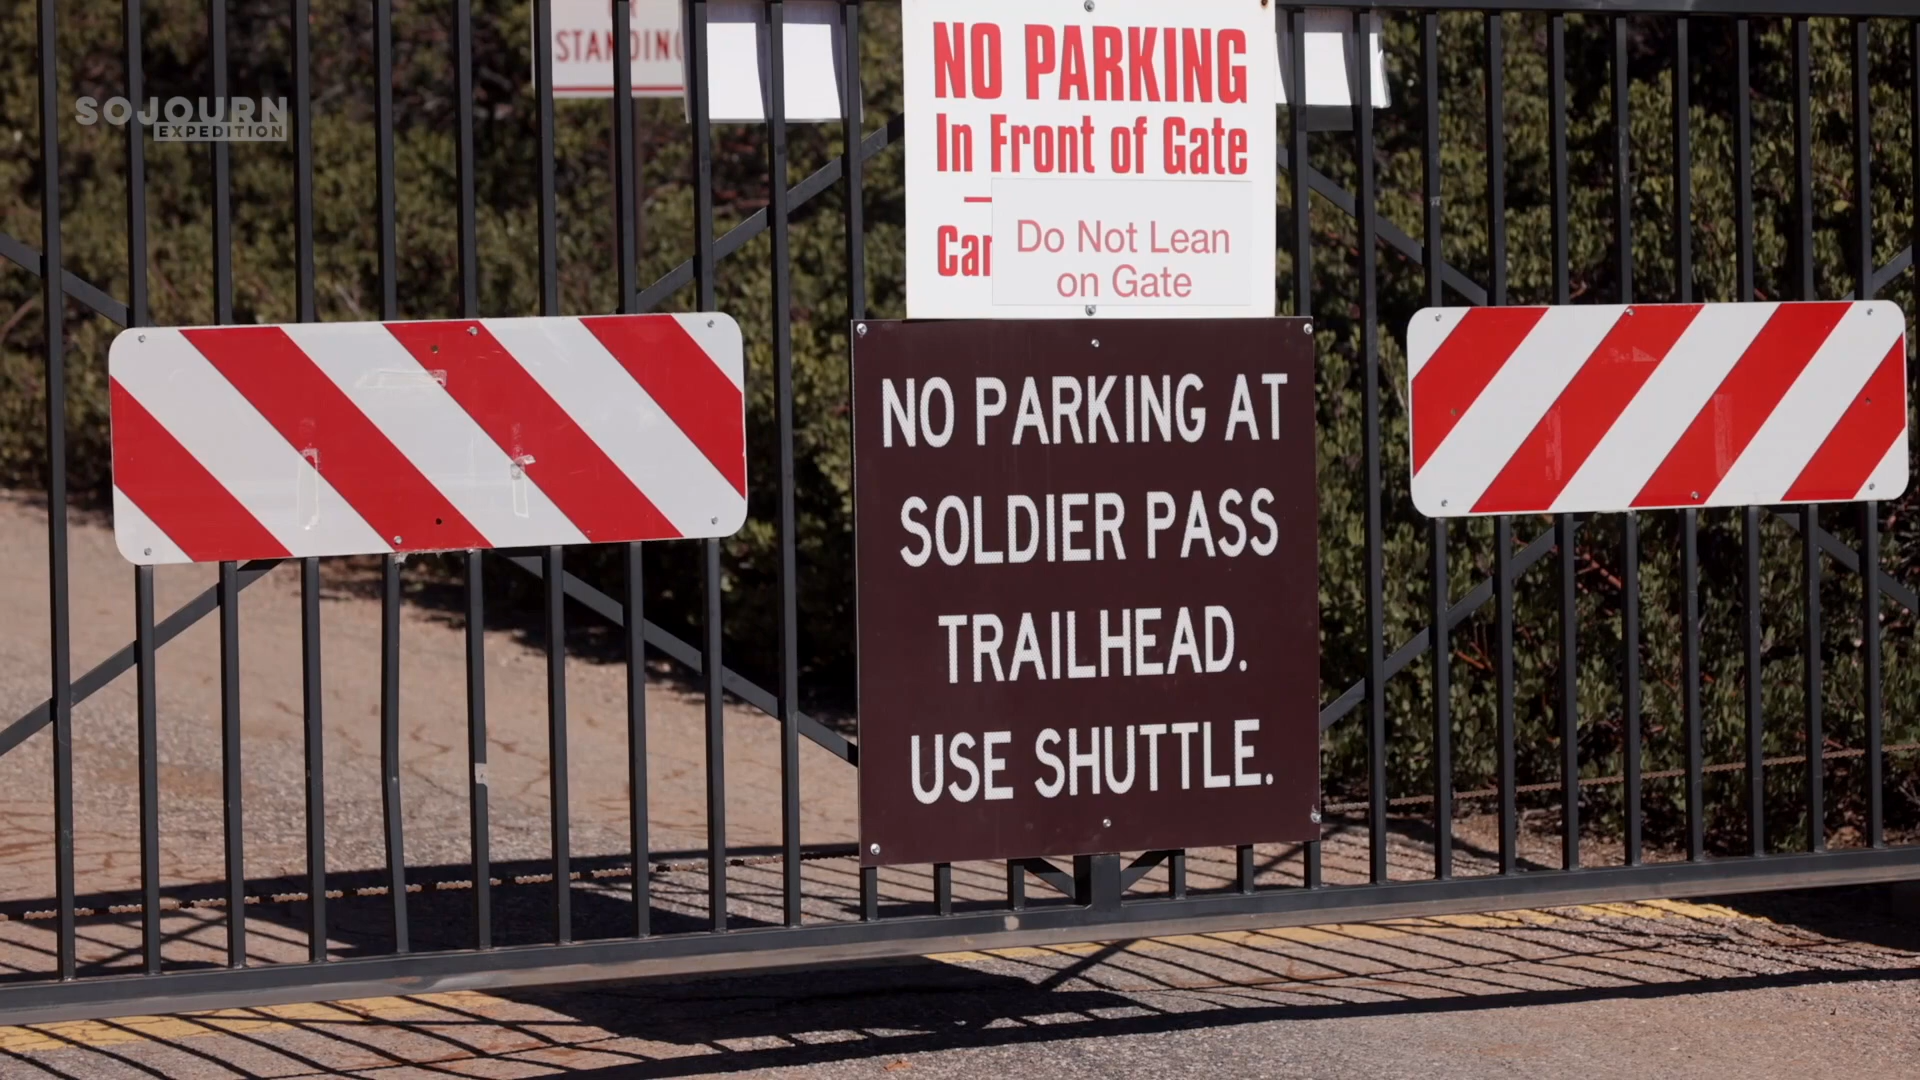 STANDING
SOJOURN
EXPEDITION
NO PARKING
In Front of Gate
Do Not Lean
on Gate
NO PARKING AT
SOLDIER PASS
TRAILHEAD.
USE SHUTTLE.